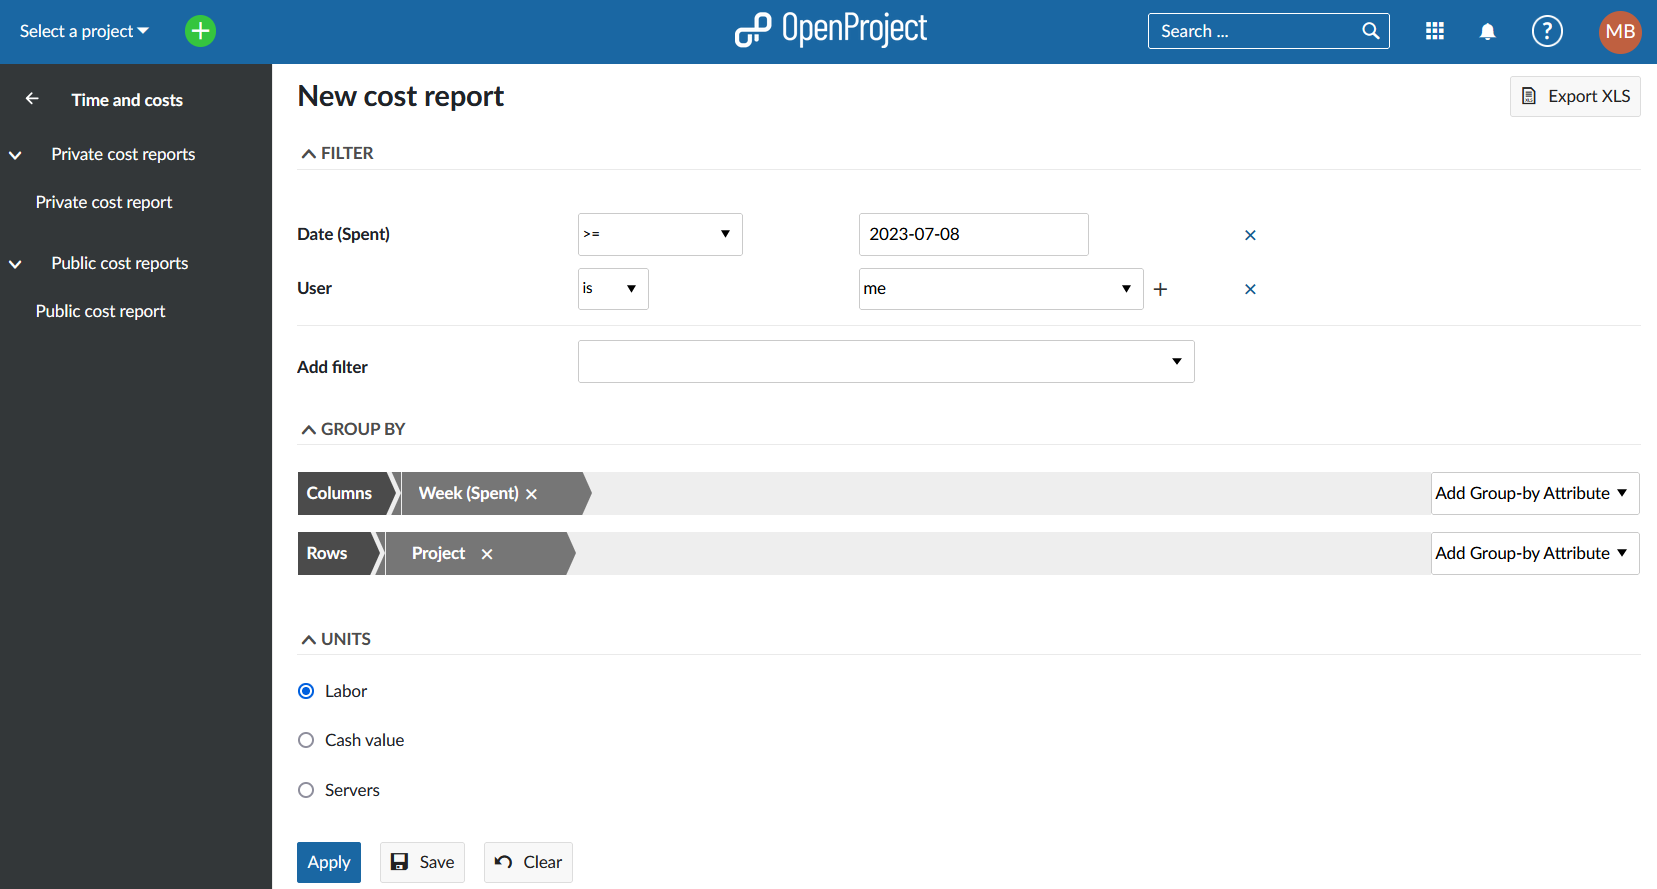 Select a project
OpenProject
Search ...
?
MB
Time and costs
Private cost reports
Private cost report
Public cost reports
Public cost report
New cost report
Export XLS
FILTER
Date (Spent)
>=
2023-07-08
User
is
me
Add filter
GROUP BY
Columns
Week (Spent)
Add Group-by Attribute
Rows
Project
Add Group-by Attribute
UNITS
Labor
Cash value
Servers
Apply
Save
Clear